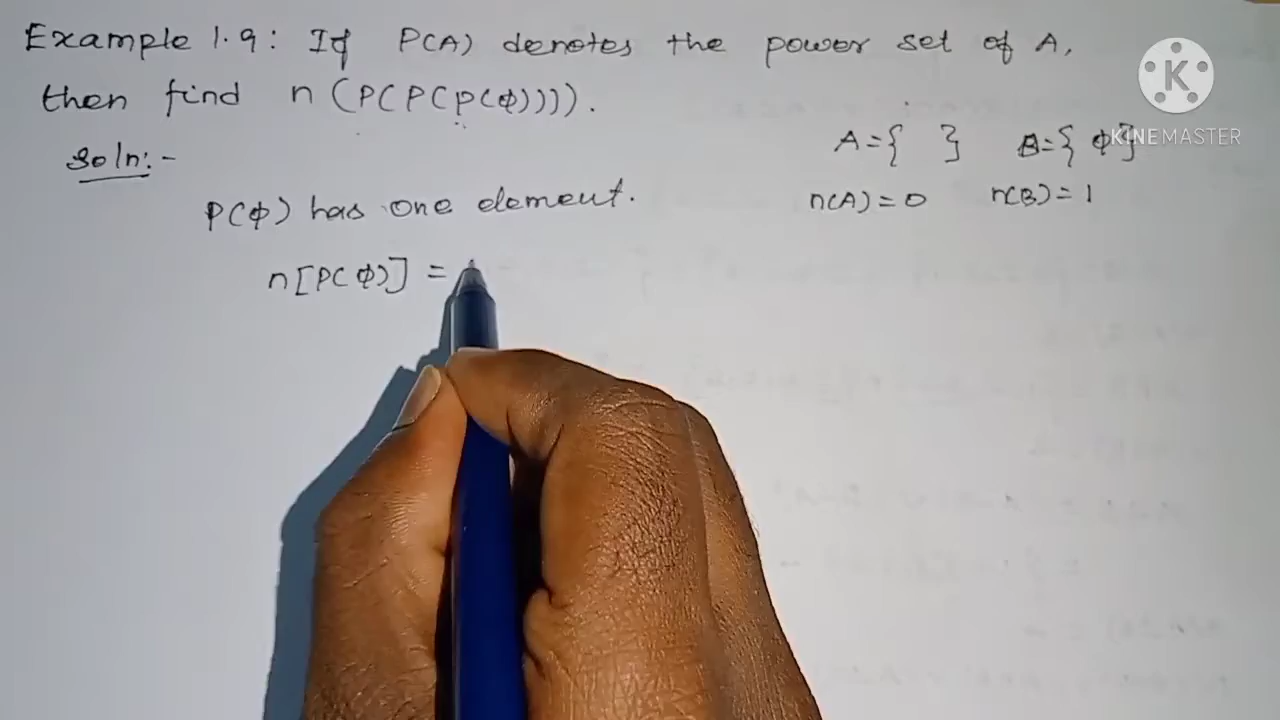 Example 1.9: If P(A) denotes the power set of A,
then find n(P(P(P(ϕ)))).
Soln:-
A={ } B={ ϕ}
n(A)=0 n(B)=1
P(ϕ) has one element.
n[P(ϕ)] =
K
KINEMASTER